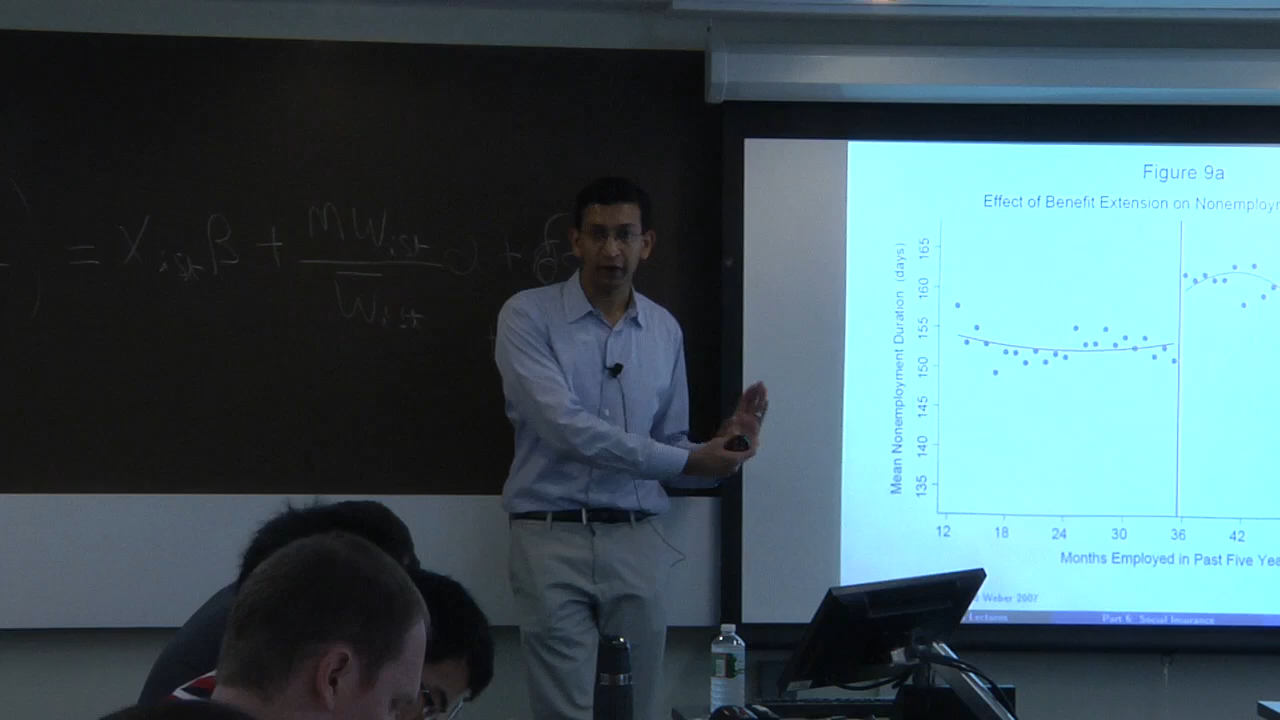 ) = X_ist β + MW_ist / W̅_ist α +
Figure 9a
Effect of Benefit Extension on Nonemploym
Mean Nonemployment Duration (days)
165
160
155
150
145
140
135
12 18 24 30 36 42
Months Employed in Past Five Yea
Weber 2007
Lectures
Part 6: Social Insurance